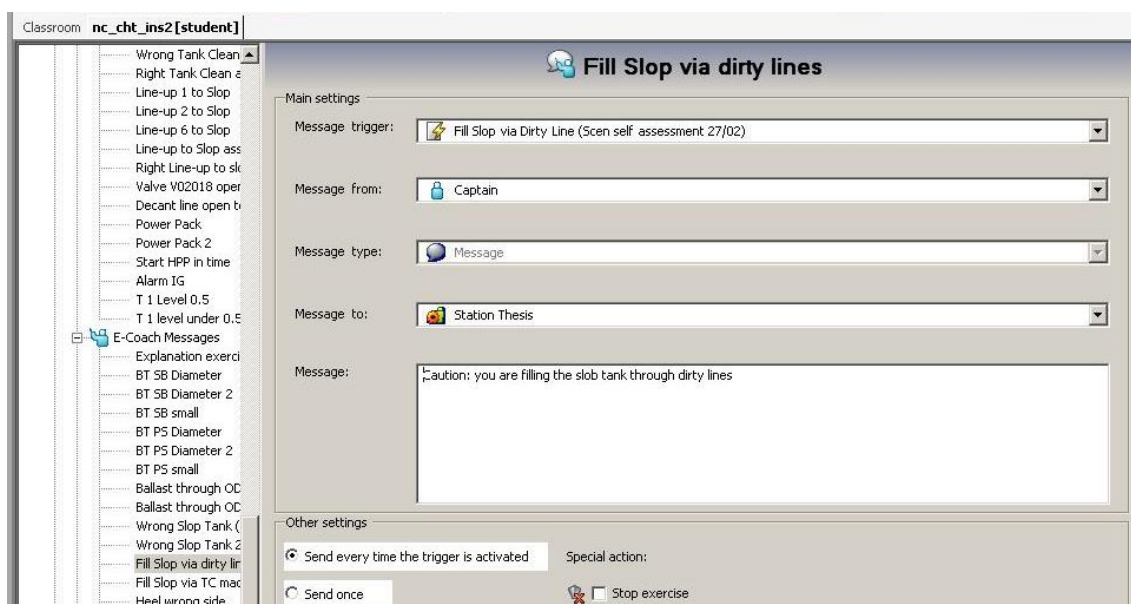 Classroom nc_cht_ins2 [student]
Wrong Tank Clean
Right Tank Clean a
Line-up 1 to Slop
Line-up 2 to Slop
Line-up 6 to Slop
Line-up to Slop ass
Right Line-up to slo
Valve V02018 oper
Decant line open to
Power Pack
Power Pack 2
Start HPP in time
Alarm IG
T 1 Level 0.5
T 1 level under 0.5
E-Coach Messages
Explanation exerci
BT SB Diameter
BT SB Diameter 2
BT SB small
BT PS Diameter
BT PS Diameter 2
BT PS small
Ballast through OD
Ballast through OD
Wrong Slop Tank (
Wrong Slop Tank 2
Fill Slop via dirty lir
Fill Slop via TC mac
Heel wrong side
Fill Slop via dirty lines
Main settings
Message trigger: Fill Slop via Dirty Line (Scen self assessment 27/02)
Message from: Captain
Message type: Message
Message to: Station Thesis
Message: Caution: you are filling the slob tank through dirty lines
Other settings
Send every time the trigger is activated Special action:
Send once Stop exercise